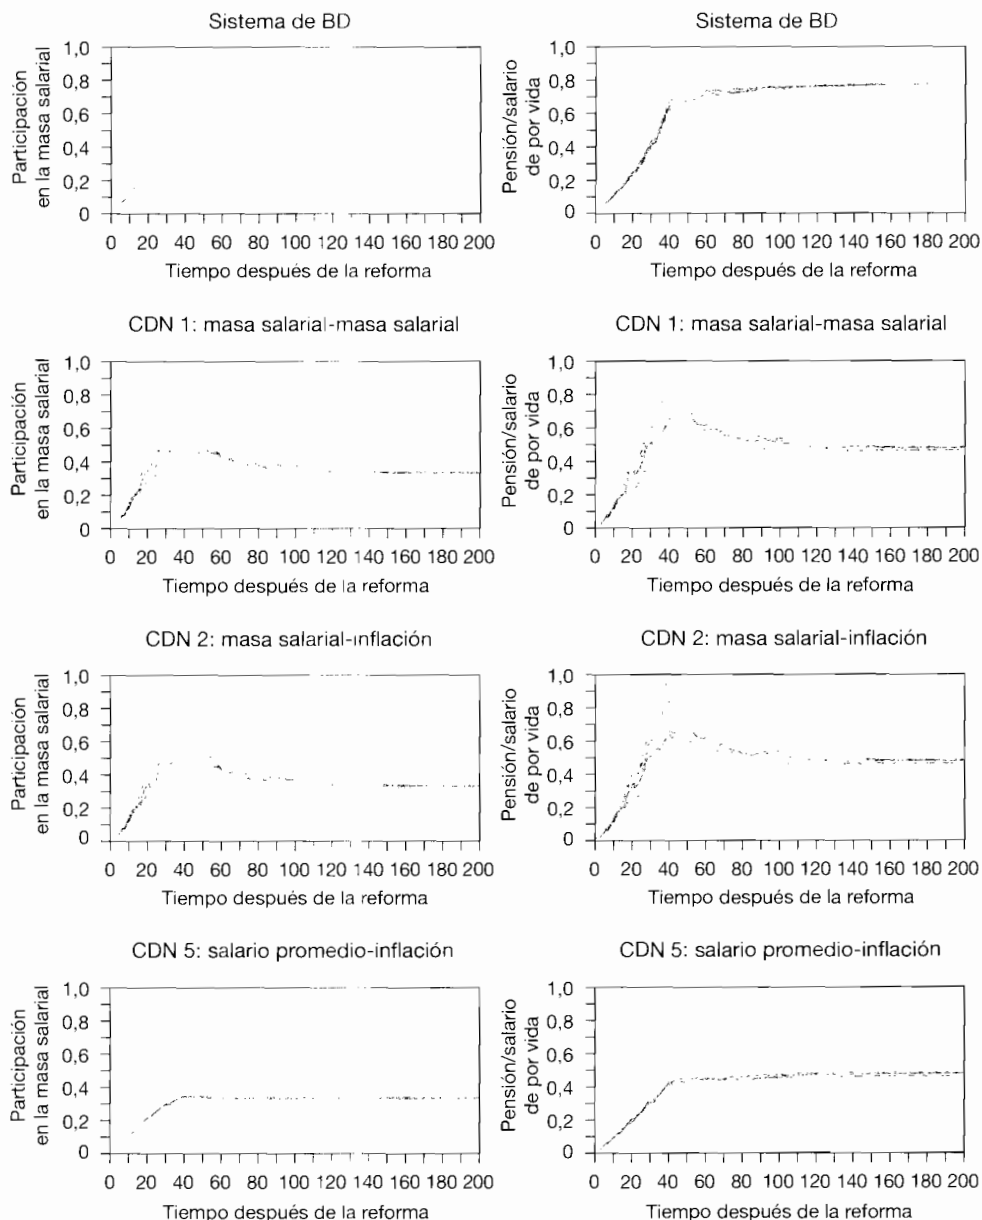 Sistema de BD
Participación
en la masa salarial
1,0
0,8
0,6
0,4
0,2
0
0 20 40 60 80 100 120 140 160 180 200
Tiempo después de la reforma
Sistema de BD
Pensión/salario
de por vida
1,0
0,8
0,6
0,4
0,2
0
0 20 40 60 80 100 120 140 160 180 200
Tiempo después de la reforma
CDN 1: masa salarial-masa salarial
Participación
en la masa salarial
1,0
0,8
0,6
0,4
0,2
0
0 20 40 60 80 100 120 140 160 180 200
Tiempo después de la reforma
CDN 1: masa salarial-masa salarial
Pensión/salario
de por vida
1,0
0,8
0,6
0,4
0,2
0
0 20 40 60 80 100 120 140 160 180 200
Tiempo después de la reforma
CDN 2: masa salarial-inflación
Participación
en la masa salarial
1,0
0,8
0,6
0,4
0,2
0
0 20 40 60 80 100 120 140 160 180 200
Tiempo después de la reforma
CDN 2: masa salarial-inflación
Pensión/salario
de por vida
1,0
0,8
0,6
0,4
0,2
0
0 20 40 60 80 100 120 140 160 180 200
Tiempo después de la reforma
CDN 5: salario promedio-inflación
Participación
en la masa salarial
1,0
0,8
0,6
0,4
0,2
0
0 20 40 60 80 100 120 140 160 180 200
Tiempo después de la reforma
CDN 5: salario promedio-inflación
Pensión/salario
de por vida
1,0
0,8
0,6
0,4
0,2
0
0 20 40 60 80 100 120 140 160 180 200
Tiempo después de la reforma